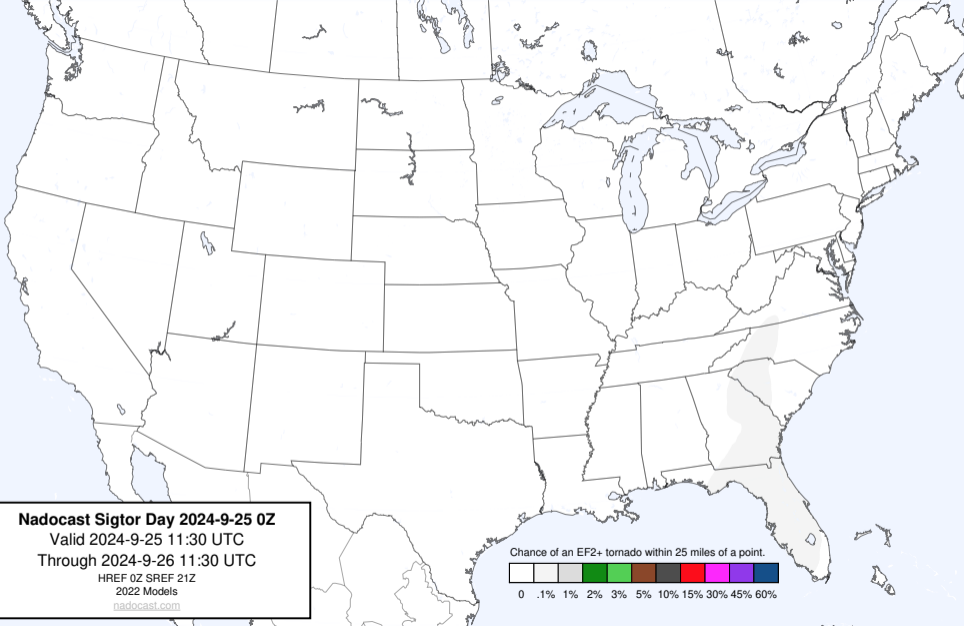 Nadocast Sigtor Day 2024-9-25 0Z
Valid 2024-9-25 11:30 UTC
Through 2024-9-26 11:30 UTC
HREF 0Z SREF 21Z
2022 Models
nadocast.com
Chance of an EF2+ tornado within 25 miles of a point.
0 .1% 1% 2% 3% 5% 10% 15% 30% 45% 60%